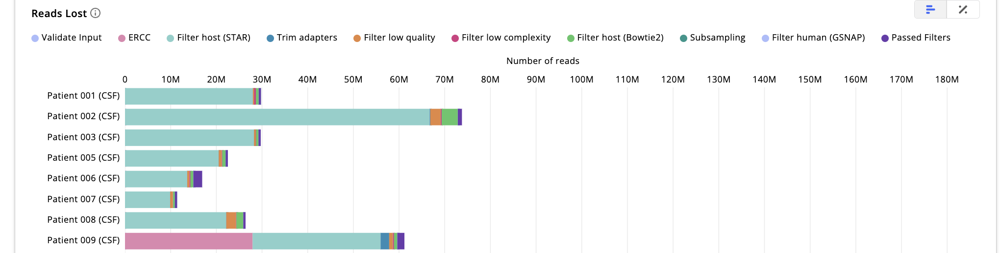 Reads Lost
Validate Input ERCC Filter host (STAR) Trim adapters Filter low quality Filter low complexity Filter host (Bowtie2) Subsampling Filter human (GSNAP) Passed Filters
Number of reads
0 10M 20M 30M 40M 50M 60M 70M 80M 90M 100M 110M 120M 130M 140M 150M 160M 170M 180M
Patient 001 (CSF)
Patient 002 (CSF)
Patient 003 (CSF)
Patient 005 (CSF)
Patient 006 (CSF)
Patient 007 (CSF)
Patient 008 (CSF)
Patient 009 (CSF)